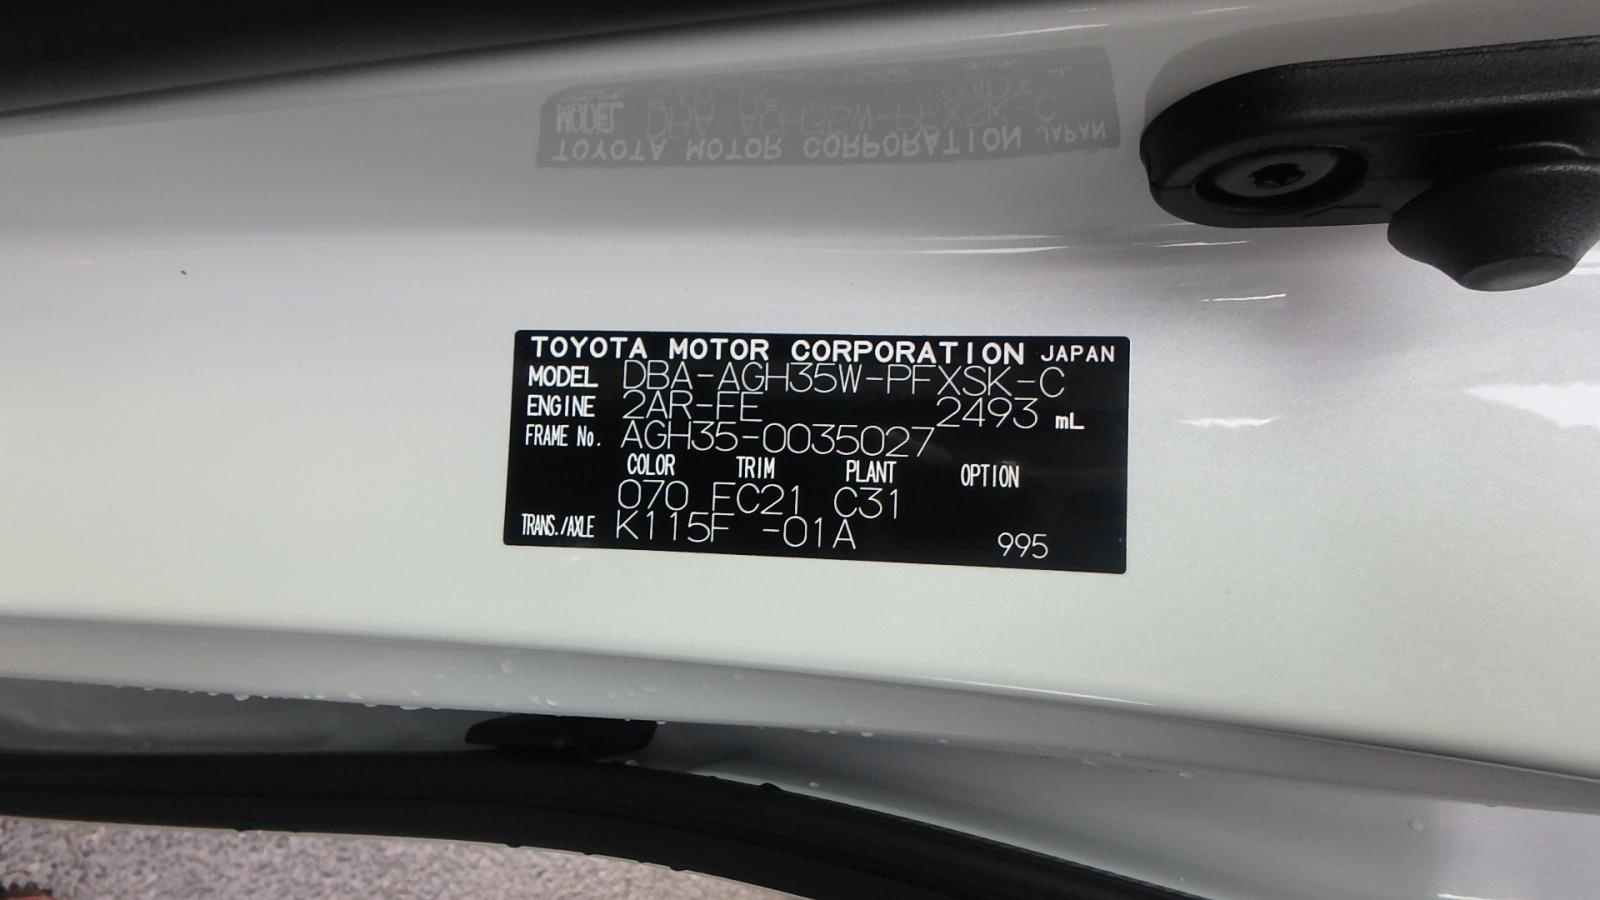 TOYOTA MOTOR CORPORATION JAPAN
MODEL DBA-AGH35W-PFXSK-C
ENGINE 2AR-FE 2493 mL
FRAME No. AGH35-0035027
COLOR TRIM PLANT OPTION
070 FC21 C31
TRANS./AXLE K115F -01A 995